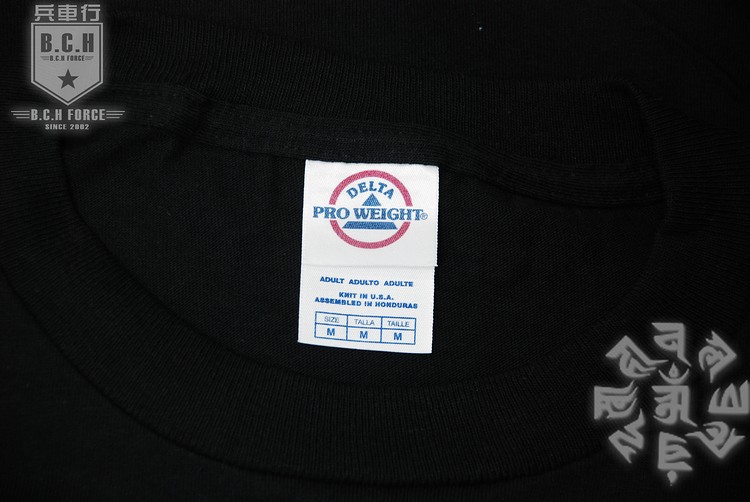 兵車行
B.C.H
B.C.H FORCE
B.C.H FORCE
SINCE 2002
DELTA
PRO WEIGHT®
ADULT ADULTO ADULTE
KNIT IN U.S.A.
ASSEMBLED IN HONDURAS
SIZE TALLA TAILLE
M M M